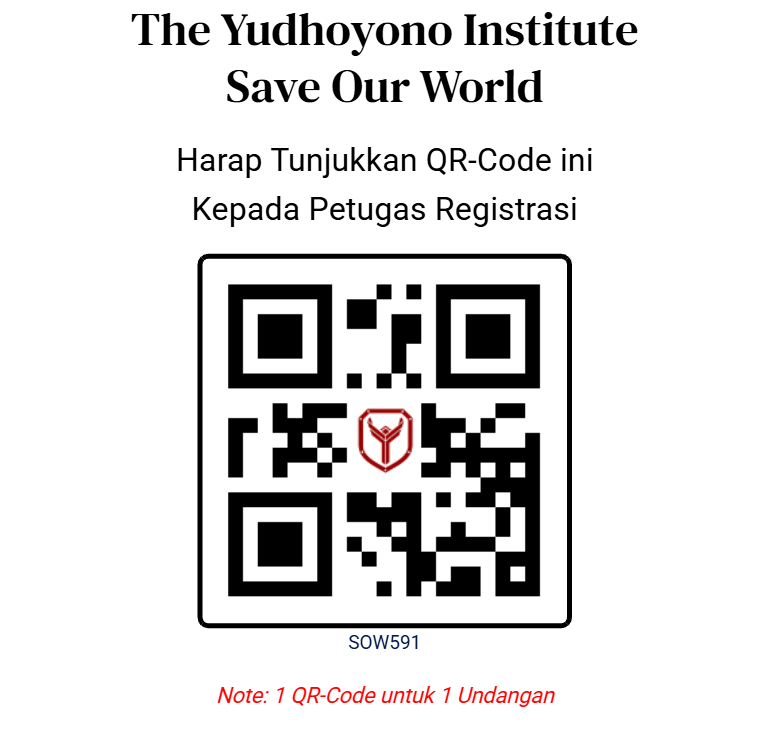 The Yudhoyono Institute
Save Our World
Harap Tunjukkan QR-Code ini
Kepada Petugas Registrasi
SOW591
Note: 1 QR-Code untuk 1 Undangan